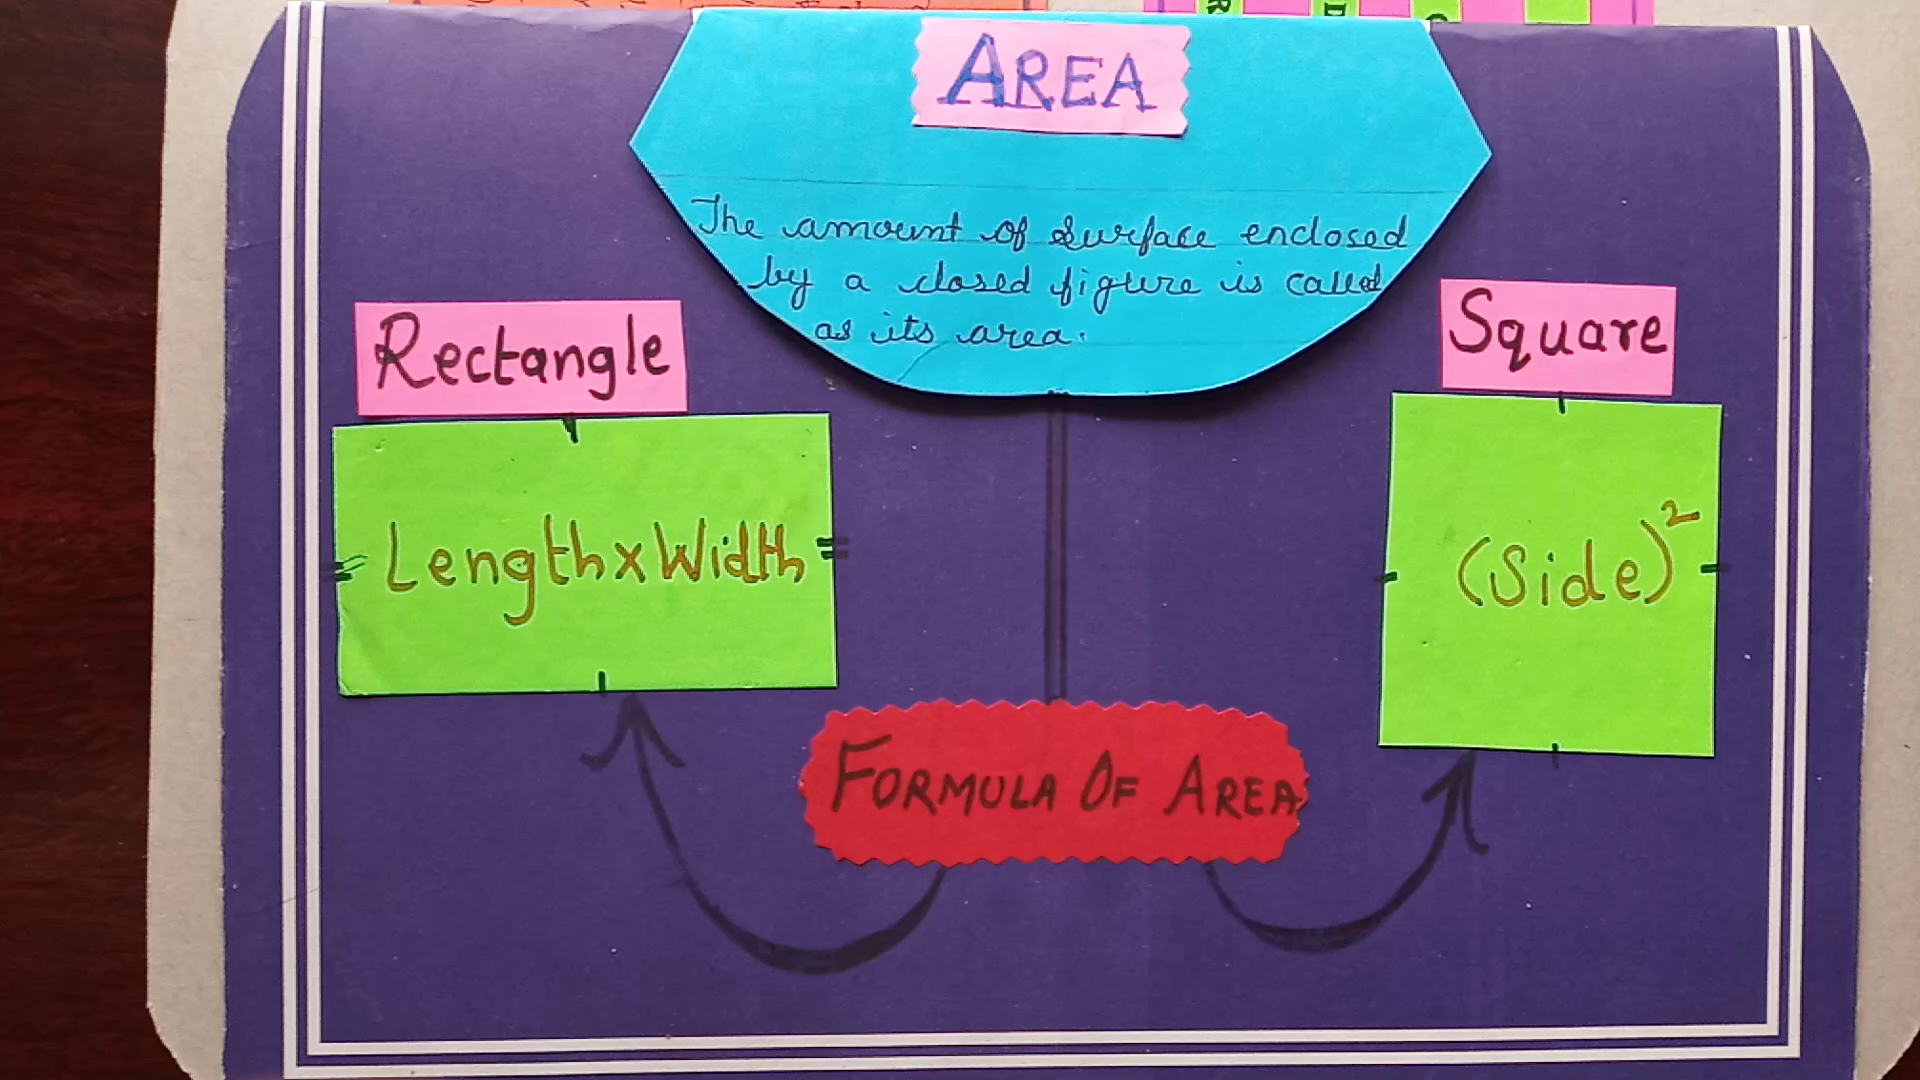 AREA
The amount of surface enclosed
by a closed figure is called
as its area.
Rectangle
Square
Length x Width
(Side)²
FORMULA OF AREA